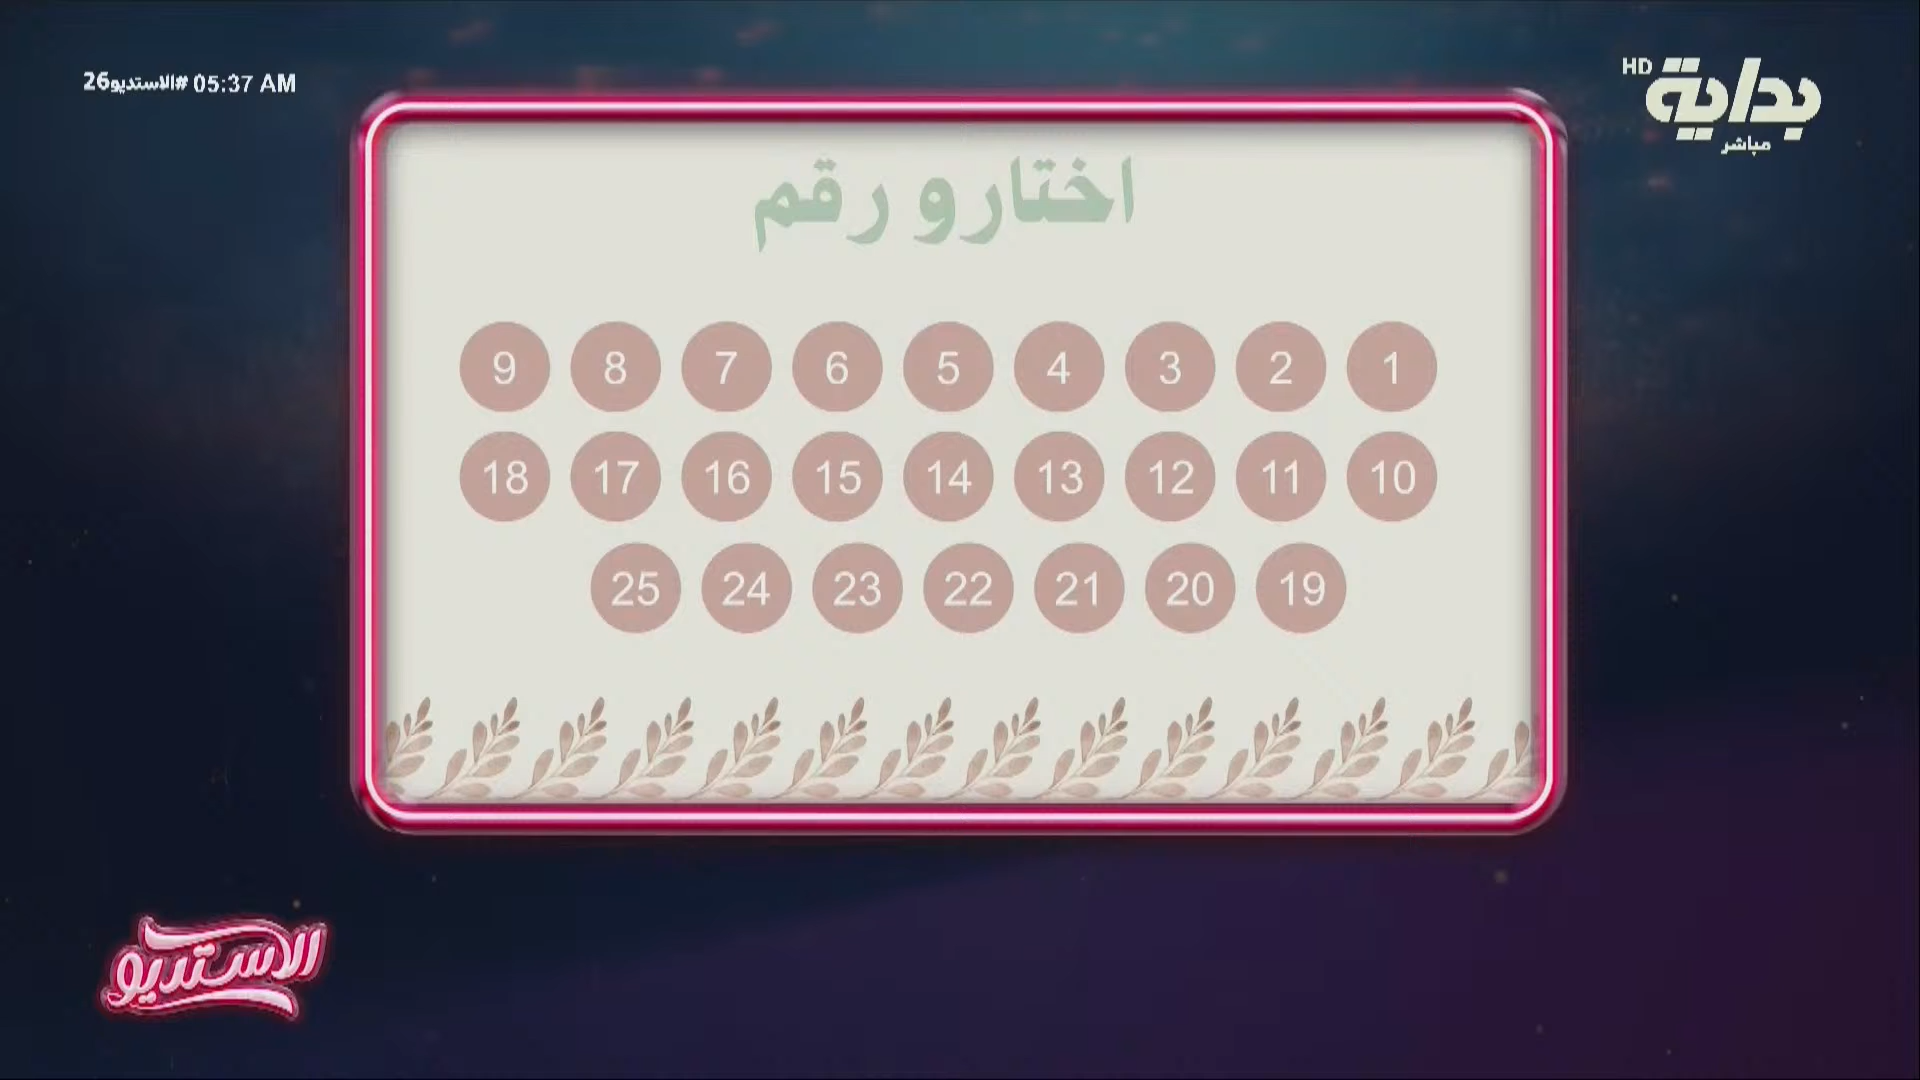 #الاستديو26 05:37 AM
بداية HD
مباشر
اختارو رقم
1 2 3 4 5 6 7 8 9
10 11 12 13 14 15 16 17 18
19 20 21 22 23 24 25
الاستديو